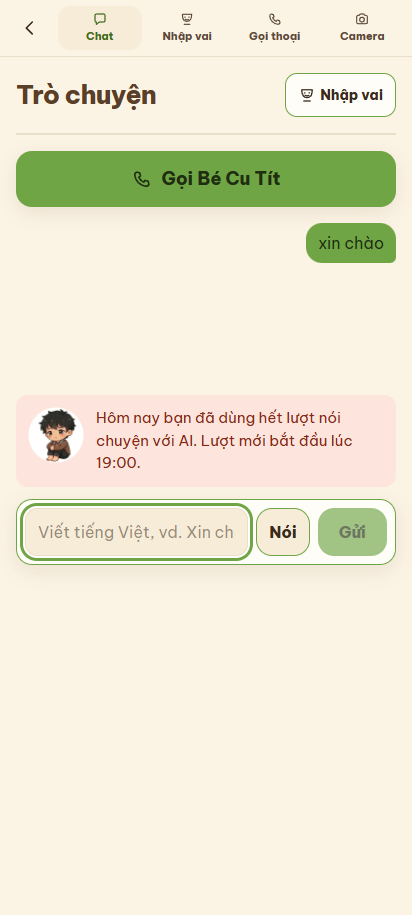 Chat
Nhập vai
Gọi thoại
Camera
Trò chuyện
Nhập vai
Gọi Bé Cu Tít
xin chào
Hôm nay bạn đã dùng hết lượt nói
chuyện với AI. Lượt mới bắt đầu lúc
19:00.
Viết tiếng Việt, vd. Xin ch
Nói
Gửi